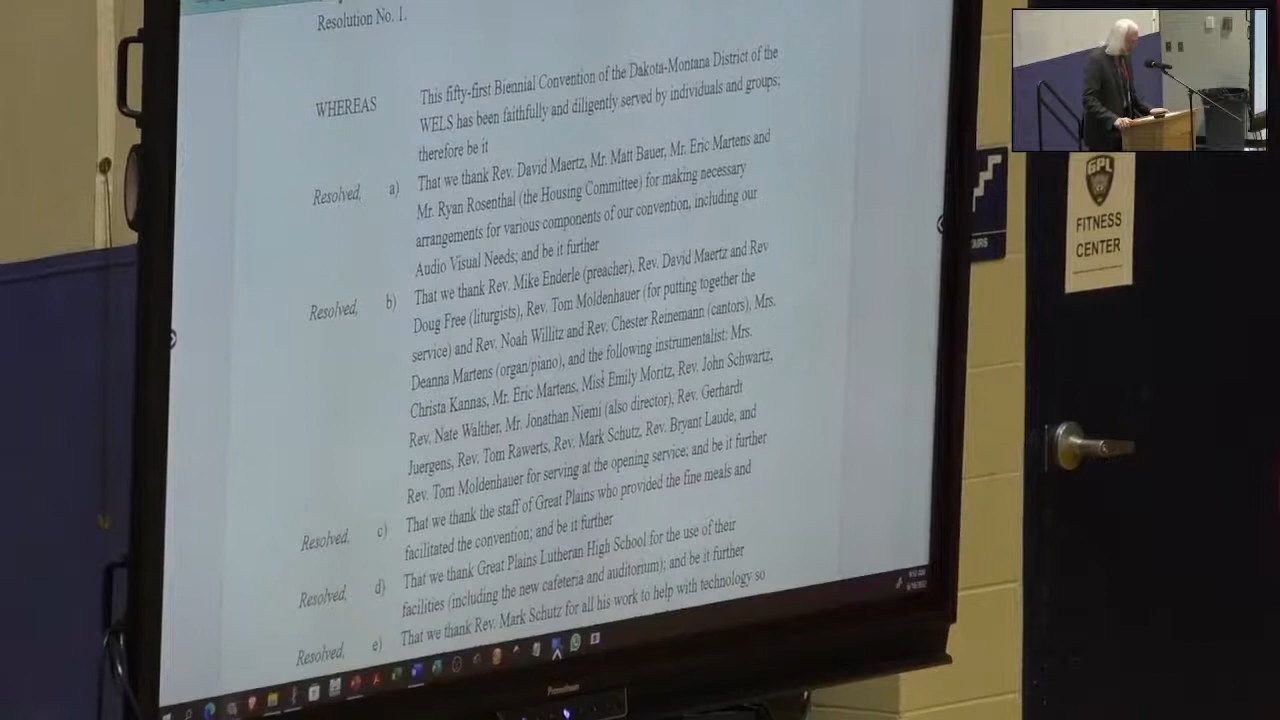 Resolution No. 1.
WHEREAS
This fifty-first Biennial Convention of the Dakota-Montana District of the
WELS has been faithfully and diligently served by individuals and groups;
therefore be it
Resolved, a) That we thank Rev. David Maertz, Mr. Matt Bauer, Mr. Eric Martens and
Mr. Ryan Rosenthal (the Housing Committee) for making necessary
arrangements for various components of our convention, including our
Audio Visual Needs; and be it further
Resolved, b) That we thank Rev. Mike Enderle (preacher), Rev. David Maertz and Rev
Doug Free (liturgists), Rev. Tom Moldenhauer (for putting together the
service) and Rev. Noah Willitz and Rev. Chester Reinemann (cantors), Mrs.
Deanna Martens (organ/piano), and the following instrumentalist: Mrs.
Christa Kannas, Mr. Eric Martens, Miss Emily Moritz, Rev. John Schwartz,
Rev. Nate Walther, Mr. Jonathan Niemi (also director), Rev. Gerhardt
Juergens, Rev. Tom Rawerts, Rev. Mark Schutz, Rev. Bryant Laude, and
Rev. Tom Moldenhauer for serving at the opening service; and be it further
Resolved, c) That we thank the staff of Great Plains who provided the fine meals and
facilitated the convention; and be it further
Resolved, d) That we thank Great Plains Lutheran High School for the use of their
facilities (including the new cafeteria and auditorium); and be it further
Resolved, e) That we thank Rev. Mark Schutz for all his work to help with technology so
Promethean
GPL
FITNESS
CENTER